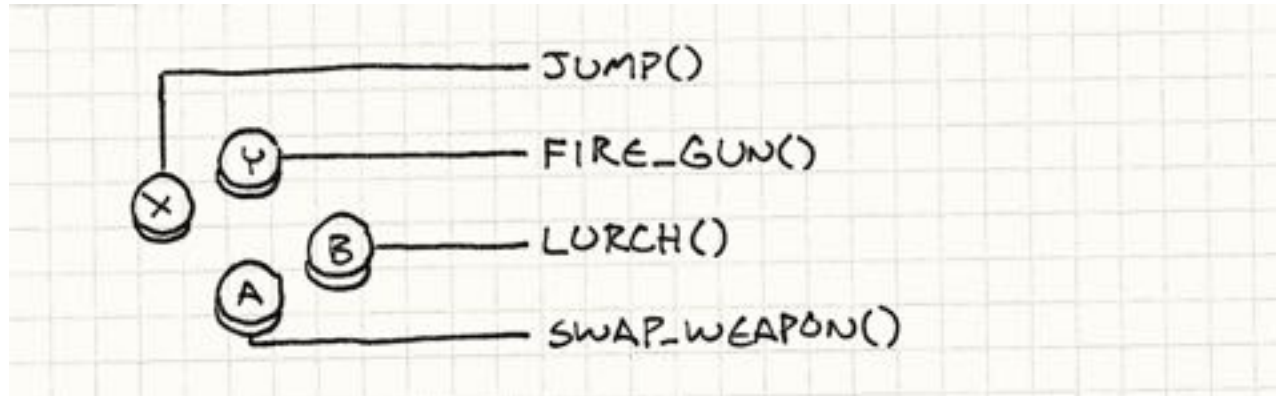 JUMP()
Y FIRE_GUN()
X
B LURCH()
A
SWAP_WEAPON()